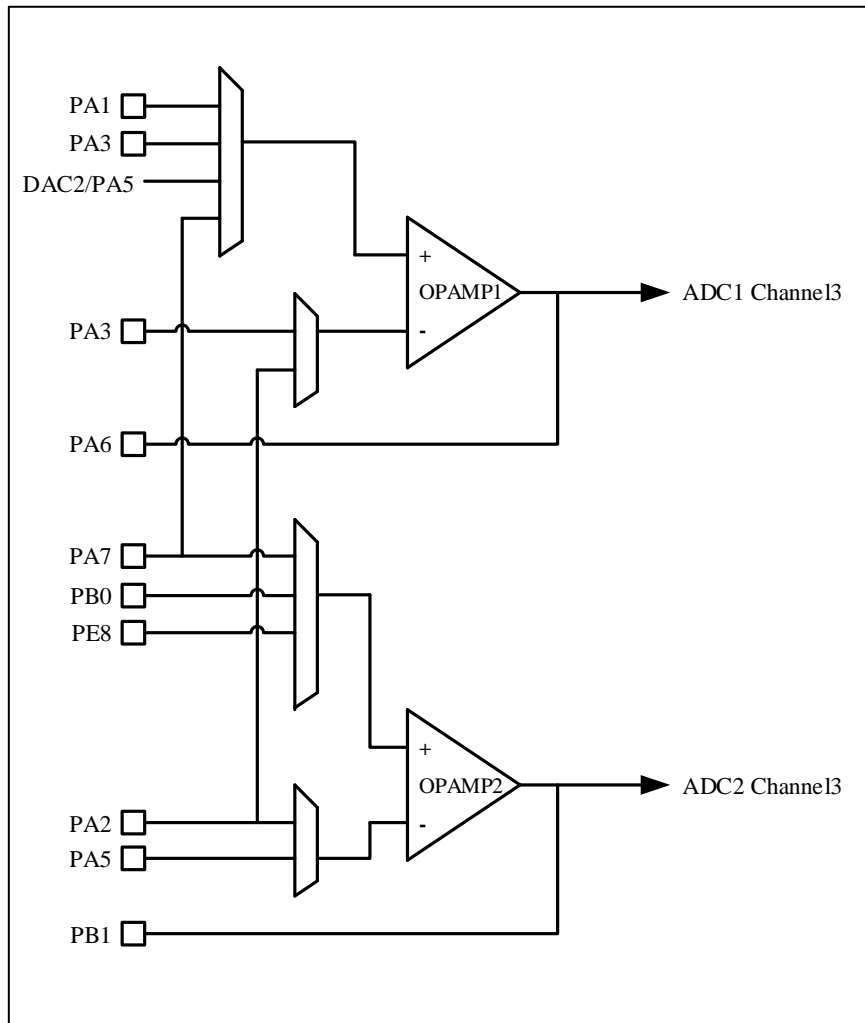 PA1
PA3
DAC2/PA5
+
OPAMP1
-
ADC1 Channel3
PA3
PA6
PA7
PB0
PE8
+
OPAMP2
-
ADC2 Channel3
PA2
PA5
PB1